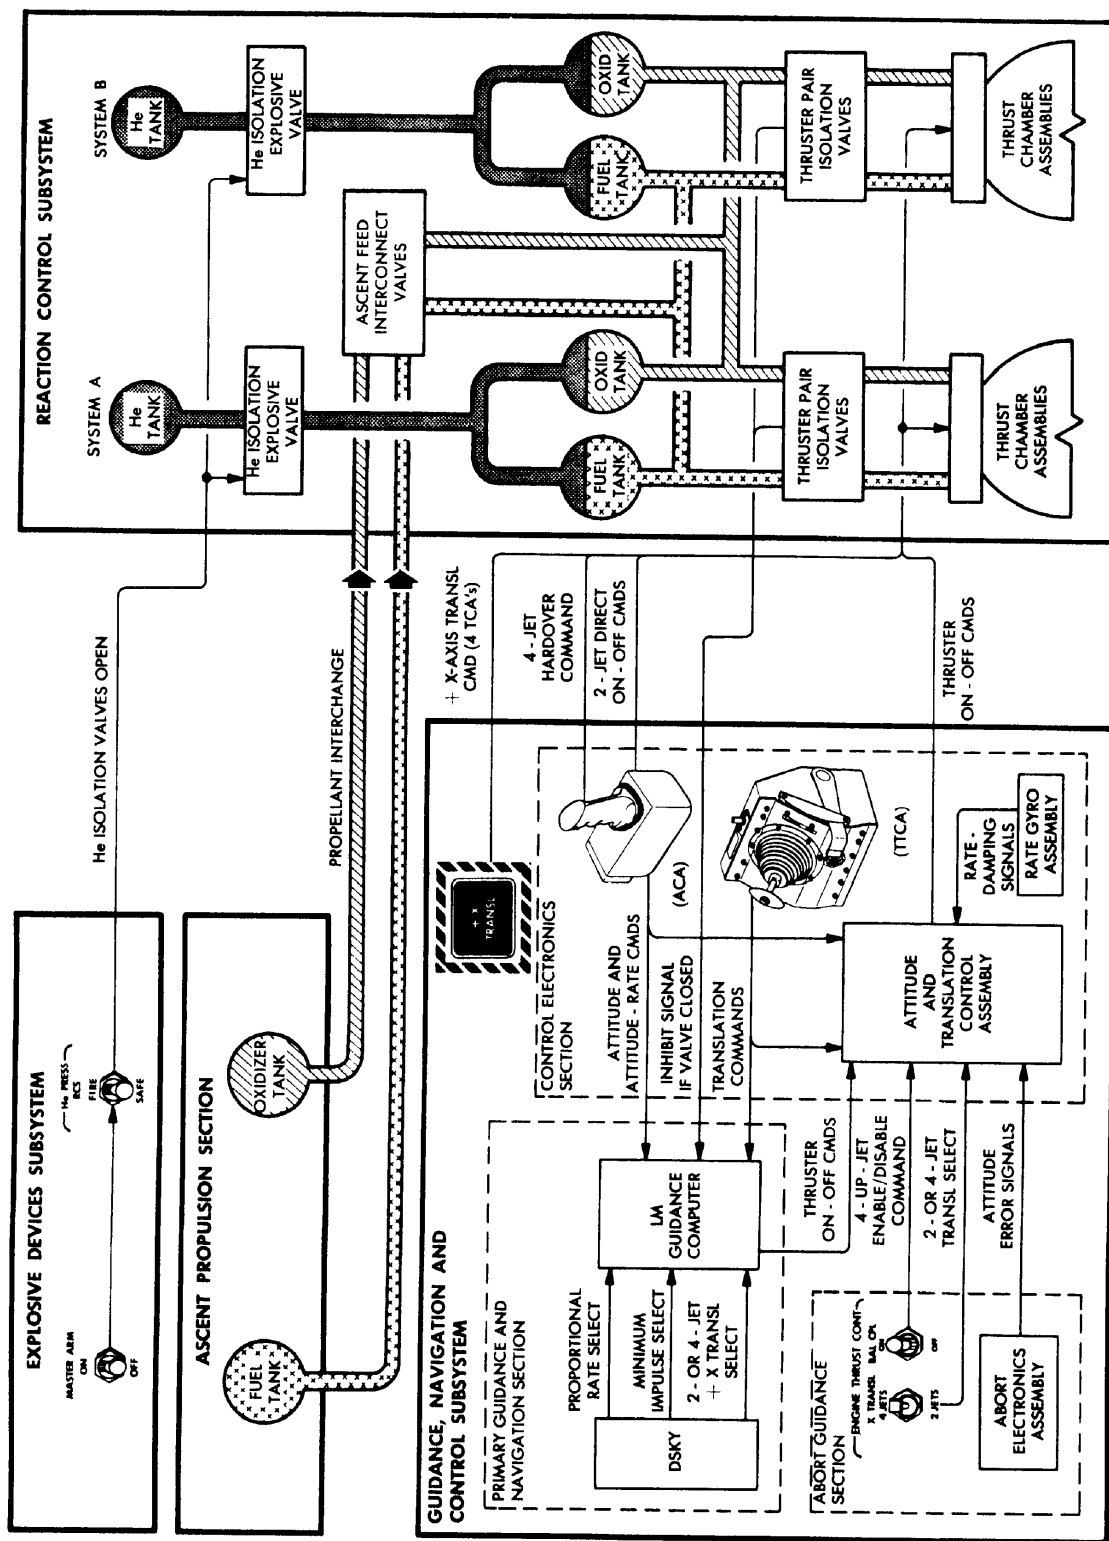 EXPLOSIVE DEVICES SUBSYSTEM
MASTER ARM
ON
OFF
He PRESS
RCS
FIRE
SAFE
He ISOLATION VALVES OPEN
ASCENT PROPULSION SECTION
FUEL
TANK
OXIDIZER
TANK
PROPELLANT INTERCHANGE
REACTION CONTROL SUBSYSTEM
SYSTEM A
He
TANK
He ISOLATION
EXPLOSIVE
VALVE
SYSTEM B
He
TANK
He ISOLATION
EXPLOSIVE
VALVE
ASCENT FEED
INTERCONNECT
VALVES
FUEL
TANK
OXID
TANK
FUEL
TANK
OXID
TANK
THRUSTER PAIR
ISOLATION
VALVES
THRUSTER PAIR
ISOLATION
VALVES
THRUST
CHAMBER
ASSEMBLIES
THRUST
CHAMBER
ASSEMBLIES
GUIDANCE, NAVIGATION AND
CONTROL SUBSYSTEM
+ X
TRANSL
+ X-AXIS TRANSL
CMD (4 TCA's)
4 - JET
HARDOVER
COMMAND
2 - JET DIRECT
ON - OFF CMDS
THRUSTER
ON - OFF CMDS
PRIMARY GUIDANCE AND
NAVIGATION SECTION
DSKY
PROPORTIONAL
RATE SELECT
MINIMUM
IMPULSE SELECT
2 - OR 4 - JET
+ X TRANSL
SELECT
LM
GUIDANCE
COMPUTER
CONTROL ELECTRONICS
SECTION
ATTITUDE AND
ATTITUDE - RATE CMDS
INHIBIT SIGNAL
IF VALVE CLOSED
TRANSLATION
COMMANDS
(ACA)
(TTCA)
THRUSTER
ON - OFF CMDS
4 - UP - JET
ENABLE/DISABLE
COMMAND
2 - OR 4 - JET
TRANSL SELECT
ATTITUDE
ERROR SIGNALS
ATTITUDE
AND
TRANSLATION
CONTROL
ASSEMBLY
RATE -
DAMPING
SIGNALS
RATE GYRO
ASSEMBLY
ABORT GUIDANCE
SECTION
ENGINE THRUST CONT
X TRANSL
4 JETS
2 JETS
BAL CPL
ON
OFF
ABORT
ELECTRONICS
ASSEMBLY